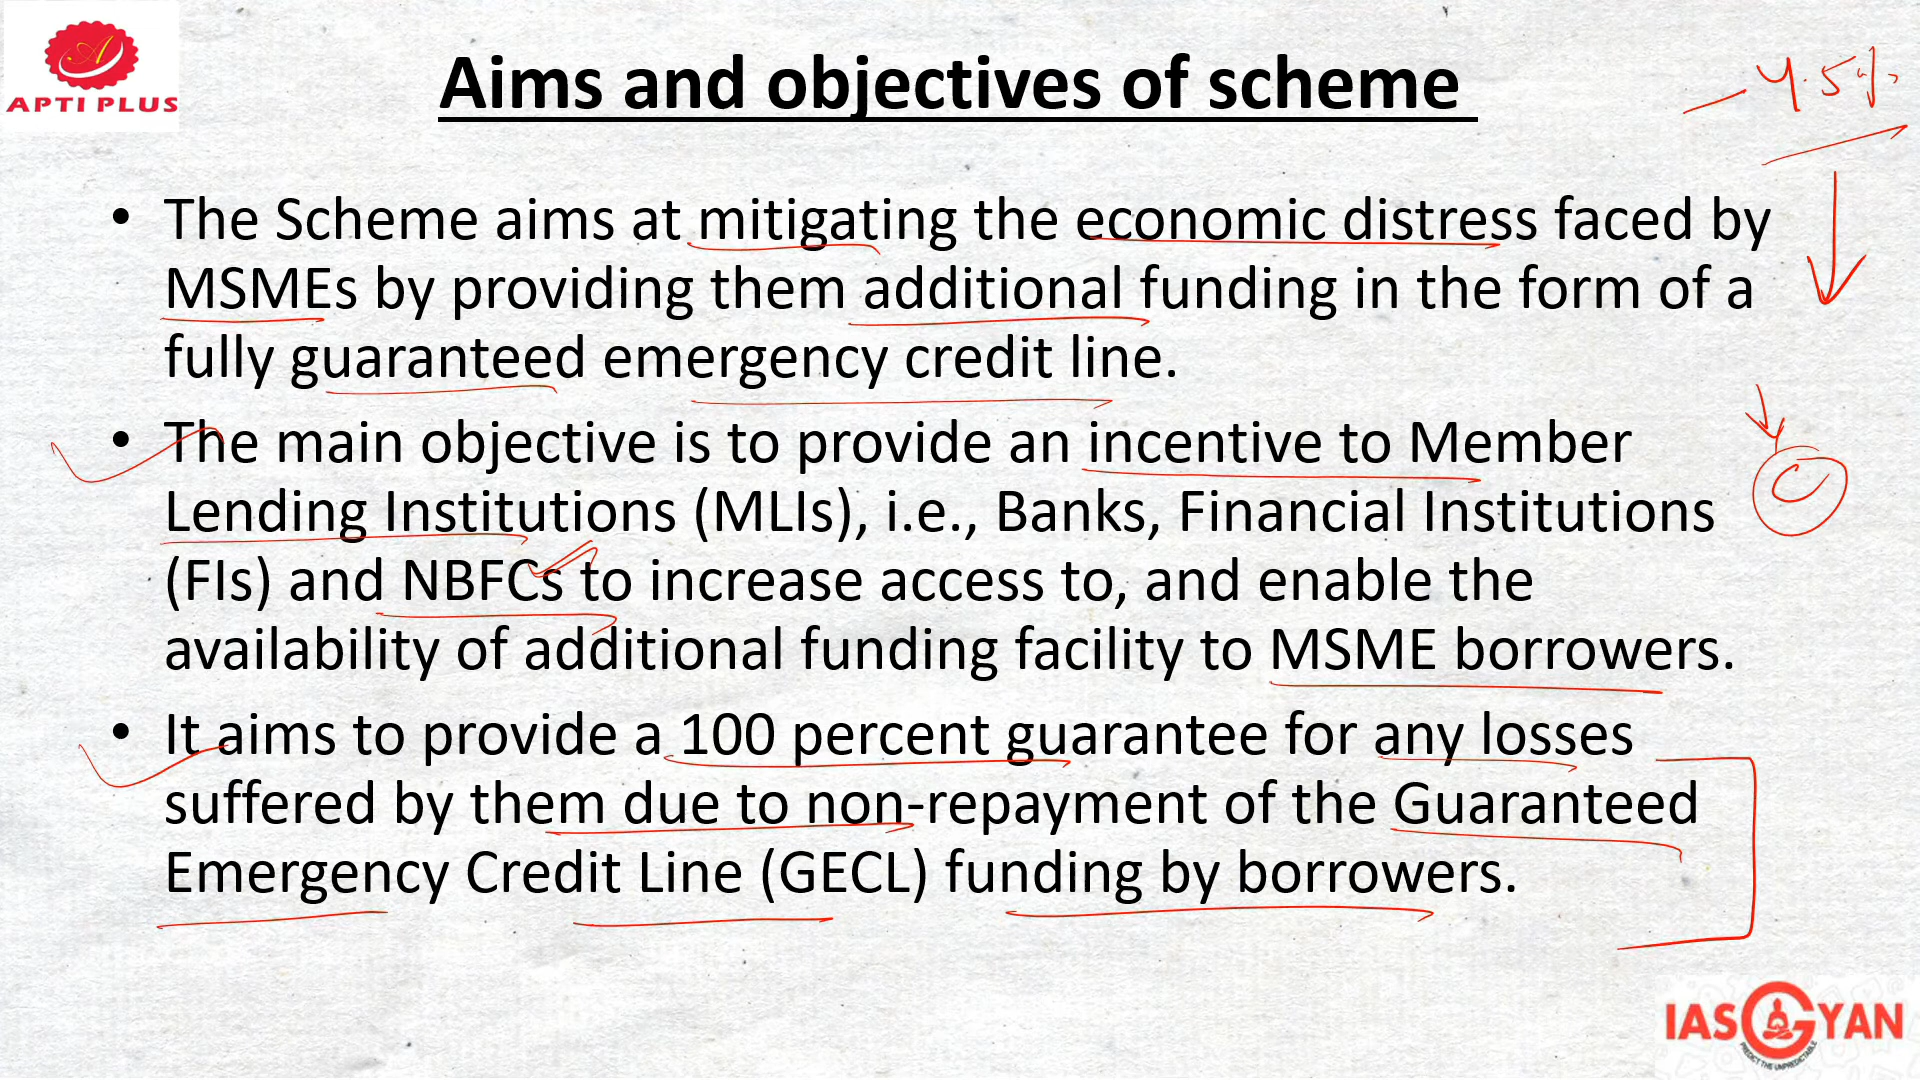 APTI PLUS
Aims and objectives of scheme
-4.5%
• The Scheme aims at mitigating the economic distress faced by
MSMEs by providing them additional funding in the form of a
fully guaranteed emergency credit line.
• The main objective is to provide an incentive to Member
Lending Institutions (MLIs), i.e., Banks, Financial Institutions
(FIs) and NBFCs to increase access to, and enable the
availability of additional funding facility to MSME borrowers.
• It aims to provide a 100 percent guarantee for any losses
suffered by them due to non-repayment of the Guaranteed
Emergency Credit Line (GECL) funding by borrowers.
IASGYAN
PREDICT THE UNPREDICTABLE